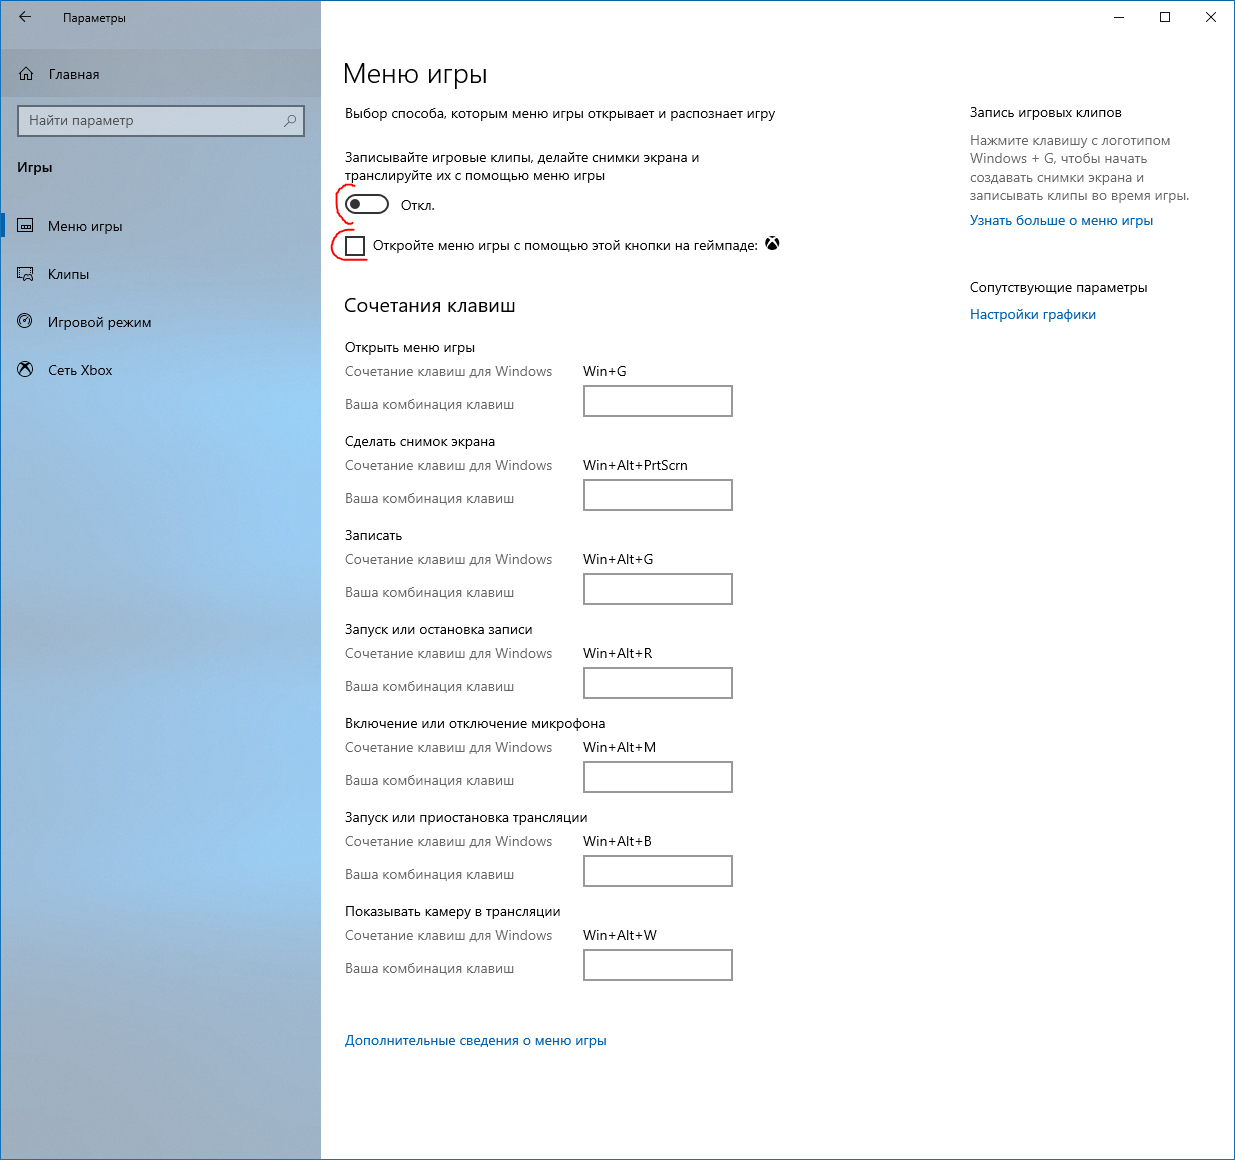 Параметры
Главная
Найти параметр
Игры
Меню игры
Клипы
Игровой режим
Сеть Xbox
Меню игры
Выбор способа, которым меню игры открывает и распознает игру
Записывайте игровые клипы, делайте снимки экрана и
транслируйте их с помощью меню игры
Откл.
Откройте меню игры с помощью этой кнопки на геймпаде:
Сочетания клавиш
Открыть меню игры
Сочетание клавиш для Windows Win+G
Ваша комбинация клавиш
Сделать снимок экрана
Сочетание клавиш для Windows Win+Alt+PrtScrn
Ваша комбинация клавиш
Записать
Сочетание клавиш для Windows Win+Alt+G
Ваша комбинация клавиш
Запуск или остановка записи
Сочетание клавиш для Windows Win+Alt+R
Ваша комбинация клавиш
Включение или отключение микрофона
Сочетание клавиш для Windows Win+Alt+M
Ваша комбинация клавиш
Запуск или приостановка трансляции
Сочетание клавиш для Windows Win+Alt+B
Ваша комбинация клавиш
Показывать камеру в трансляции
Сочетание клавиш для Windows Win+Alt+W
Ваша комбинация клавиш
Дополнительные сведения о меню игры
Запись игровых клипов
Нажмите клавишу с логотипом
Windows + G, чтобы начать
создавать снимки экрана и
записывать клипы во время игры.
Узнать больше о меню игры
Сопутствующие параметры
Настройки графики